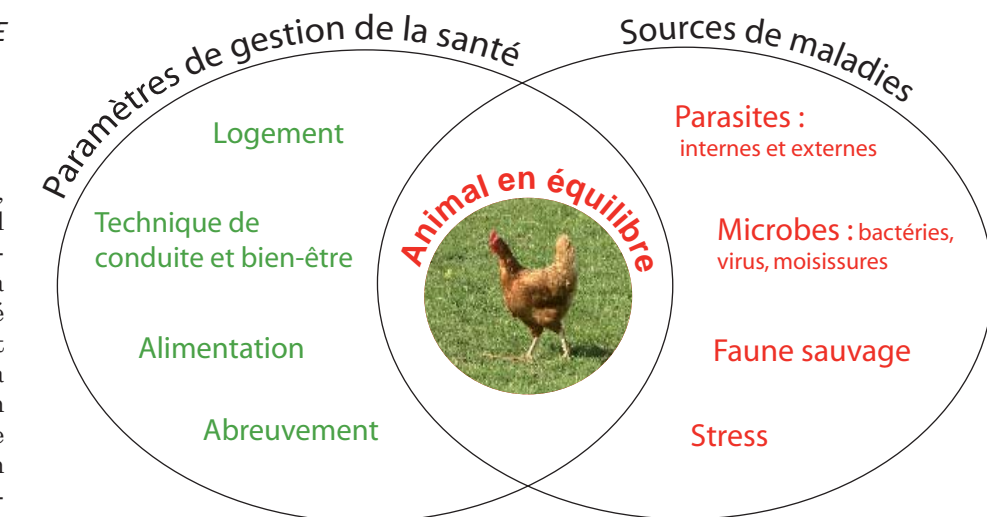 Paramètres de gestion de la santé
Logement
Technique de
conduite et bien-être
Alimentation
Abreuvement
Animal en équilibre
Sources de maladies
Parasites :
internes et externes
Microbes : bactéries,
virus, moisissures
Faune sauvage
Stress